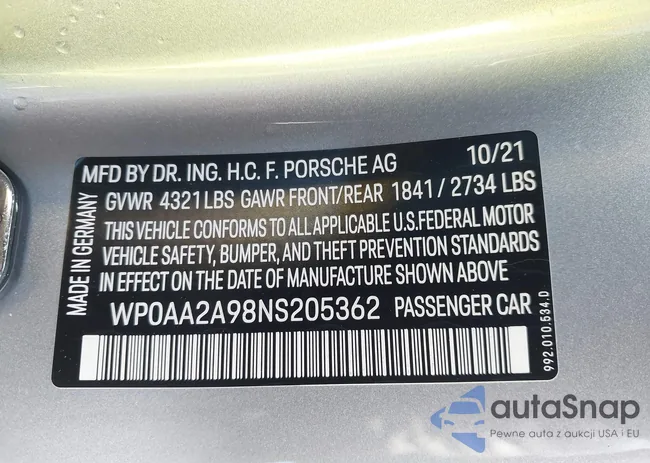 MFD BY DR. ING. H.C. F. PORSCHE AG 10/21
GVWR 4321 LBS GAWR FRONT/REAR 1841 / 2734 LBS
THIS VEHICLE CONFORMS TO ALL APPLICABLE U.S.FEDERAL MOTOR
VEHICLE SAFETY, BUMPER, AND THEFT PREVENTION STANDARDS
IN EFFECT ON THE DATE OF MANUFACTURE SHOWN ABOVE
WP0AA2A98NS205362 PASSENGER CAR
MADE IN GERMANY
992.010.534.D
autaSnap
Pewne auta z aukcji USA i EU